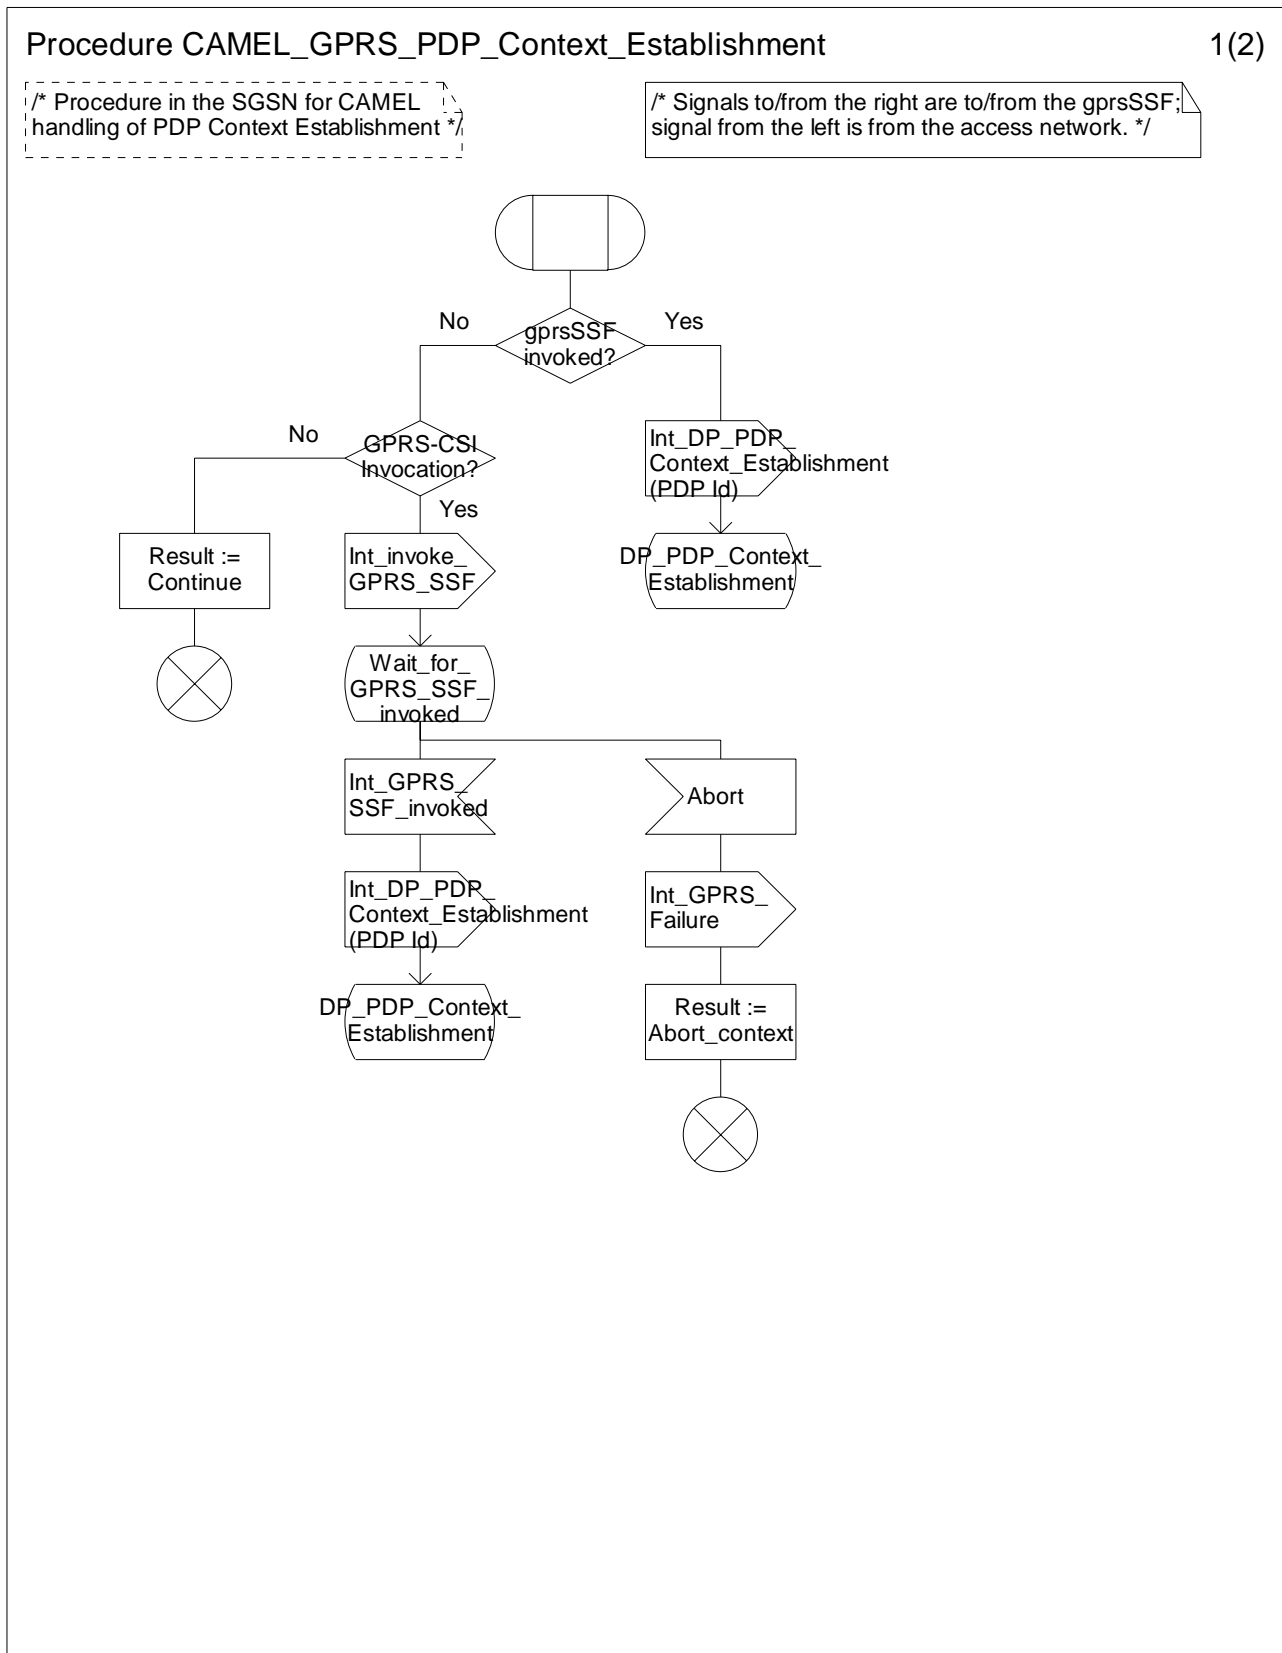 Procedure CAMEL_GPRS_PDP_Context_Establishment
1(2)
/* Procedure in the SGSN for CAMEL
handling of PDP Context Establishment */
/* Signals to/from the right are to/from the gprsSSF;
signal from the left is from the access network. */
gprsSSF
invoked?
No
Yes
GPRS-CSI
Invocation?
No
Yes
Int_DP_PDP_
Context_Establishment
(PDP Id)
Result :=
Continue
Int_invoke_
GPRS_SSF
DP_PDP_Context_
Establishment
Wait_for_
GPRS_SSF_
invoked
Int_GPRS_
SSF_invoked
Abort
Int_DP_PDP_
Context_Establishment
(PDP Id)
Int_GPRS_
Failure
DP_PDP_Context_
Establishment
Result :=
Abort_context